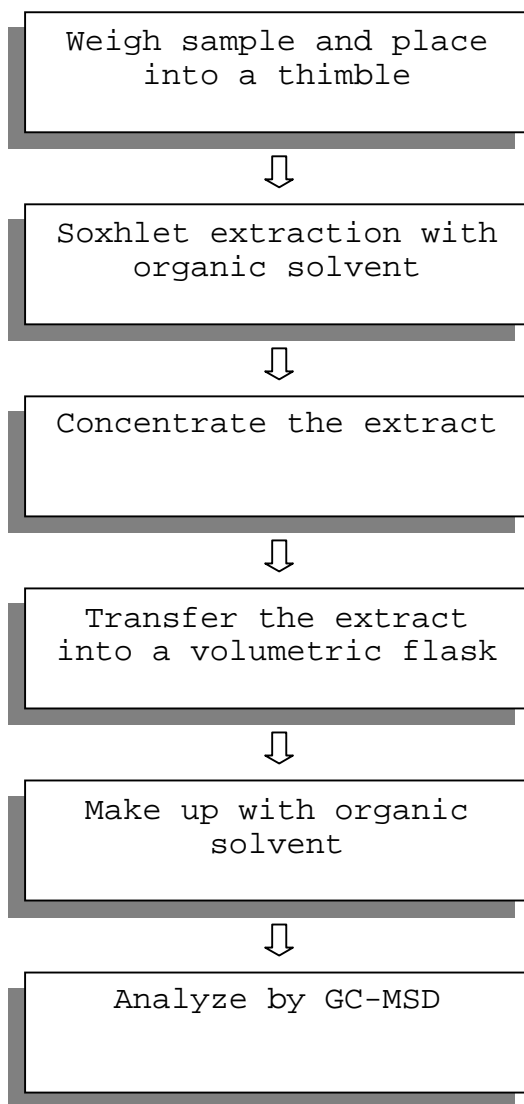 Weigh sample and place
into a thimble
Soxhlet extraction with
organic solvent
Concentrate the extract
Transfer the extract
into a volumetric flask
Make up with organic
solvent
Analyze by GC-MSD